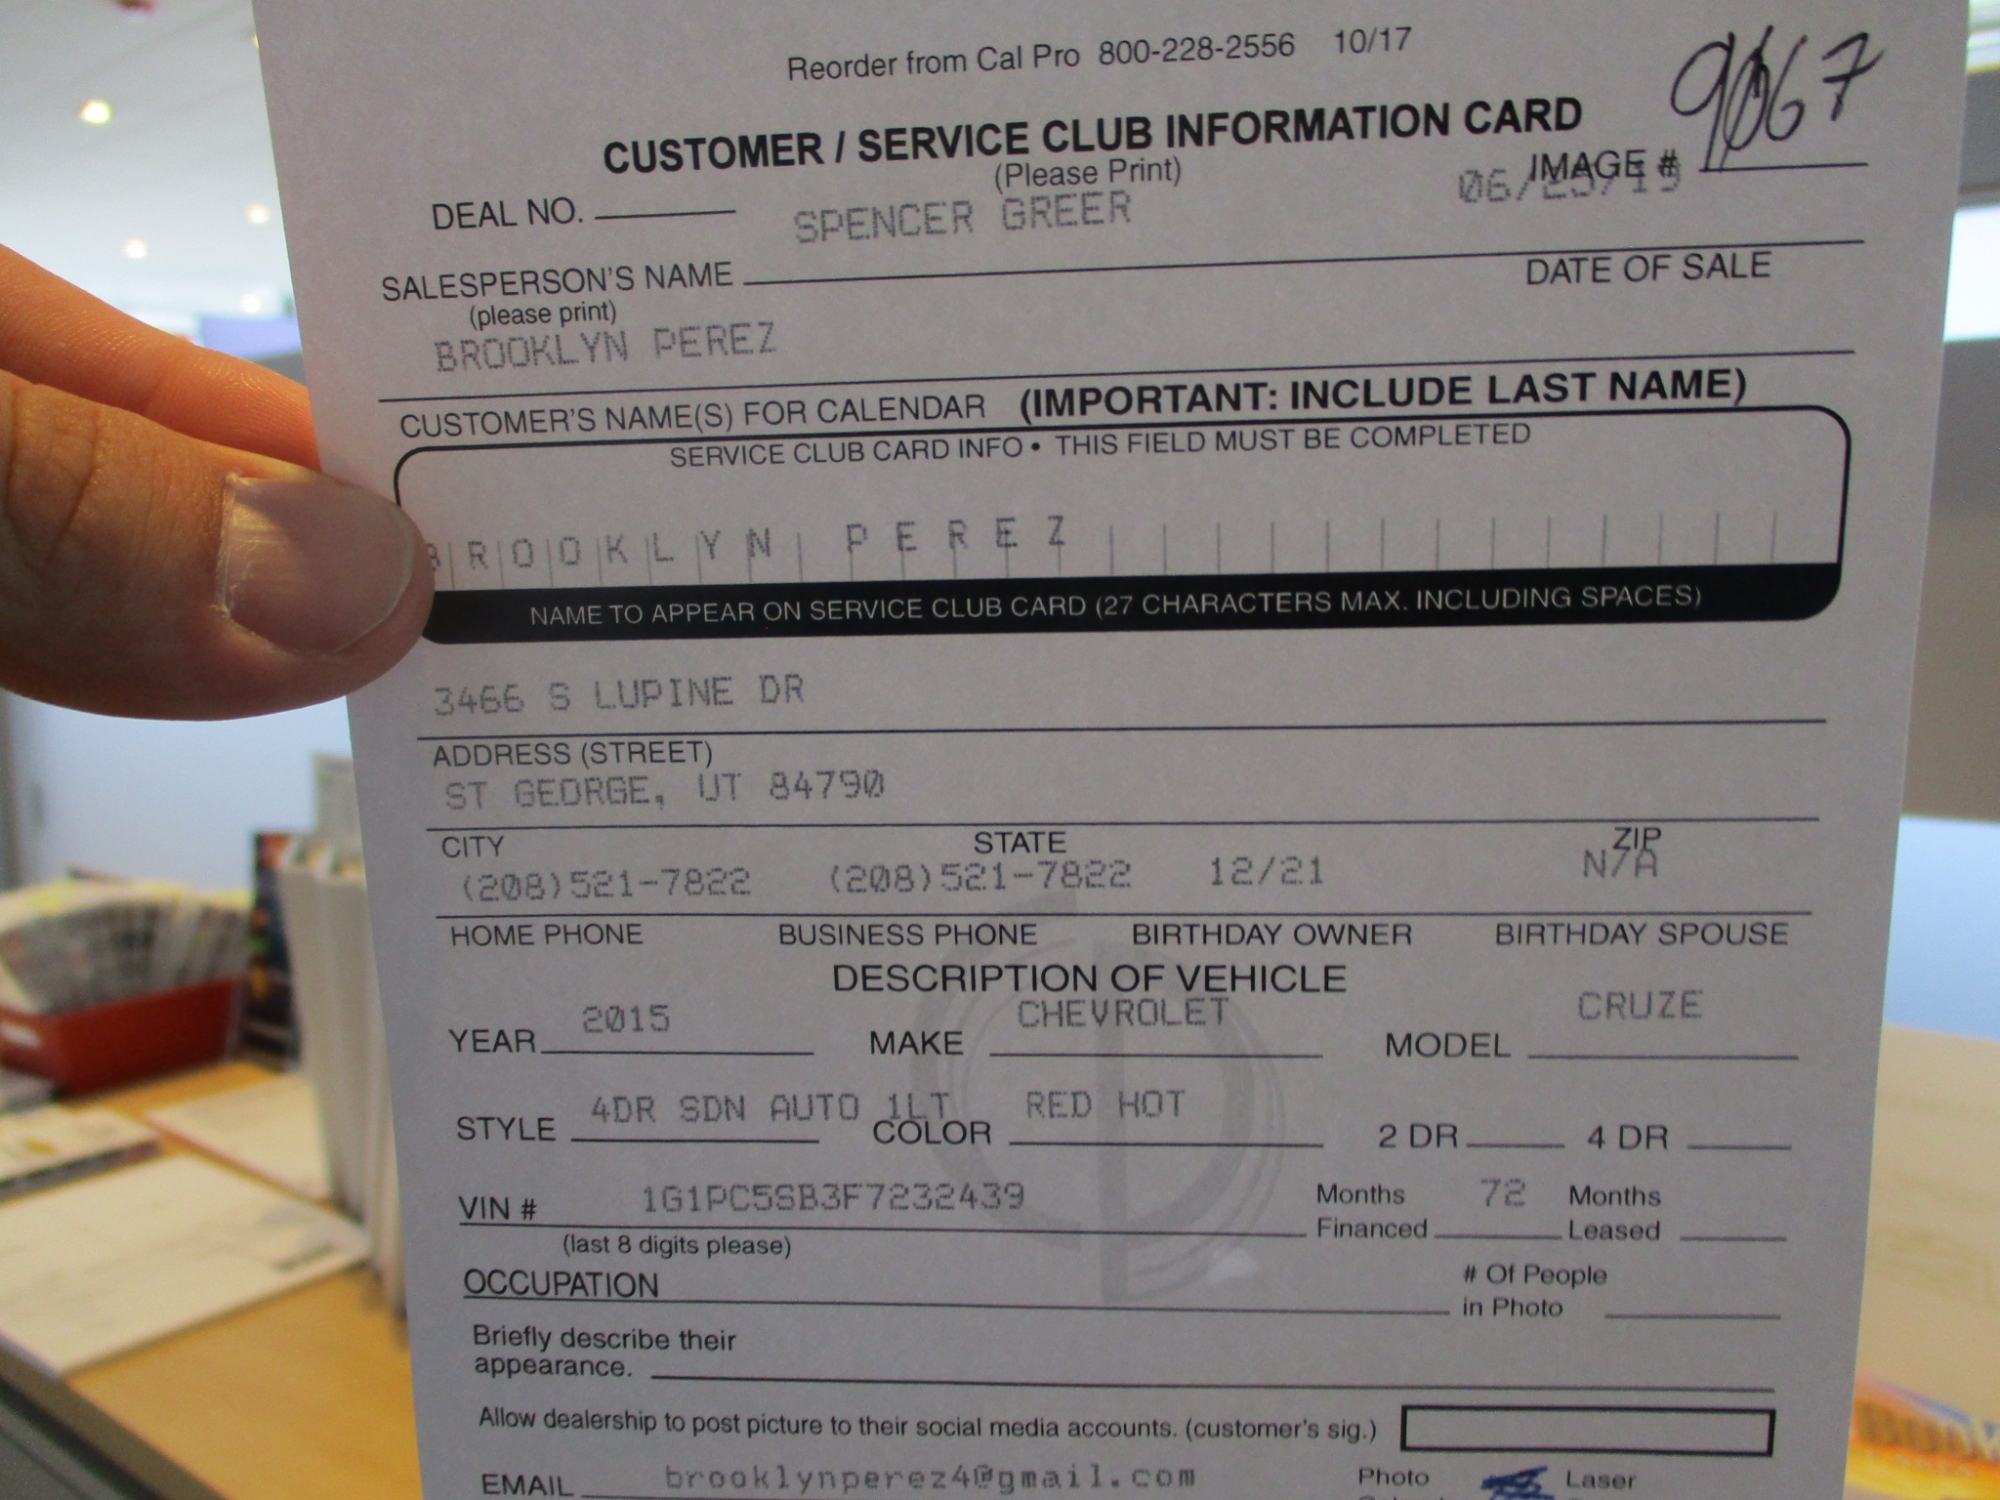 Reorder from Cal Pro 800-228-2556 10/17
CUSTOMER / SERVICE CLUB INFORMATION CARD
(Please Print)
IMAGE #
DEAL NO. SPENCER GREER
SALESPERSON'S NAME DATE OF SALE
(please print)
BROOKLYN PEREZ
CUSTOMER'S NAME(S) FOR CALENDAR (IMPORTANT: INCLUDE LAST NAME)
SERVICE CLUB CARD INFO • THIS FIELD MUST BE COMPLETED
BROOKLYN PEREZ
NAME TO APPEAR ON SERVICE CLUB CARD (27 CHARACTERS MAX. INCLUDING SPACES)
3466 S LUPINE DR
ADDRESS (STREET)
ST GEORGE, UT 84790
CITY STATE ZIP
(208)521-7822 (208)521-7822 12/21 N/A
HOME PHONE BUSINESS PHONE BIRTHDAY OWNER BIRTHDAY SPOUSE
DESCRIPTION OF VEHICLE
YEAR 2015 MAKE CHEVROLET MODEL CRUZE
STYLE 4DR SDN AUTO 1LT COLOR RED HOT 2 DR 4 DR
VIN # 1G1PC5SB3F7232439 Months Financed 72 Months Leased
(last 8 digits please)
OCCUPATION # Of People in Photo
Briefly describe their
appearance.
Allow dealership to post picture to their social media accounts. (customer's sig.)
EMAIL brooklynperez4@gmail.com Photo Laser